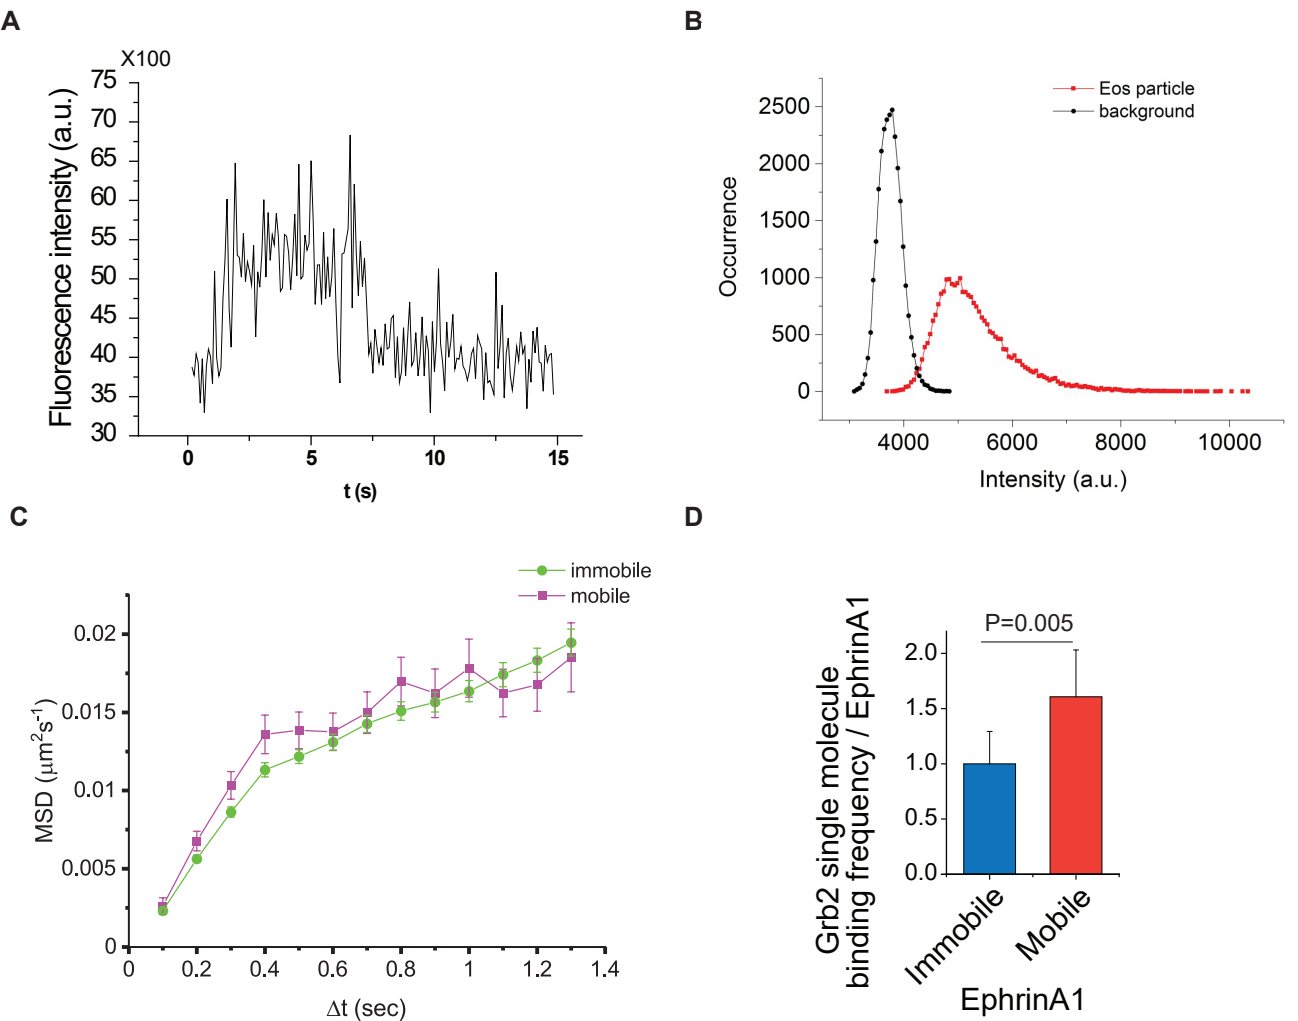 A
X100
Fluorescence intensity (a.u.)
75
70
65
60
55
50
45
40
35
30
0 5 10 15
t (s)
B
Eos particle
background
Occurrence
2500
2000
1500
1000
500
0
4000 6000 8000 10000
Intensity (a.u.)
C
immobile
mobile
MSD (μm²s⁻¹)
0.02
0.015
0.01
0.005
0
0 0.2 0.4 0.6 0.8 1 1.2 1.4
Δt (sec)
D
Grb2 single molecule
binding frequency / EphrinA1
P=0.005
2.0
1.5
1.0
0.5
0.0
Immobile
Mobile
EphrinA1